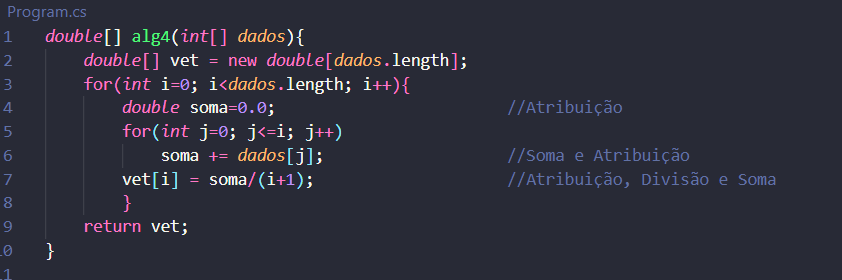 Program.cs
1 double[] alg4(int[] dados){
2 double[] vet = new double[dados.length];
3 for(int i=0; i<dados.length; i++){
4 double soma=0.0; //Atribuição
5 for(int j=0; j<=i; j++)
6 soma += dados[j]; //Soma e Atribuição
7 vet[i] = soma/(i+1); //Atribuição, Divisão e Soma
8 }
9 return vet;
10 }
11